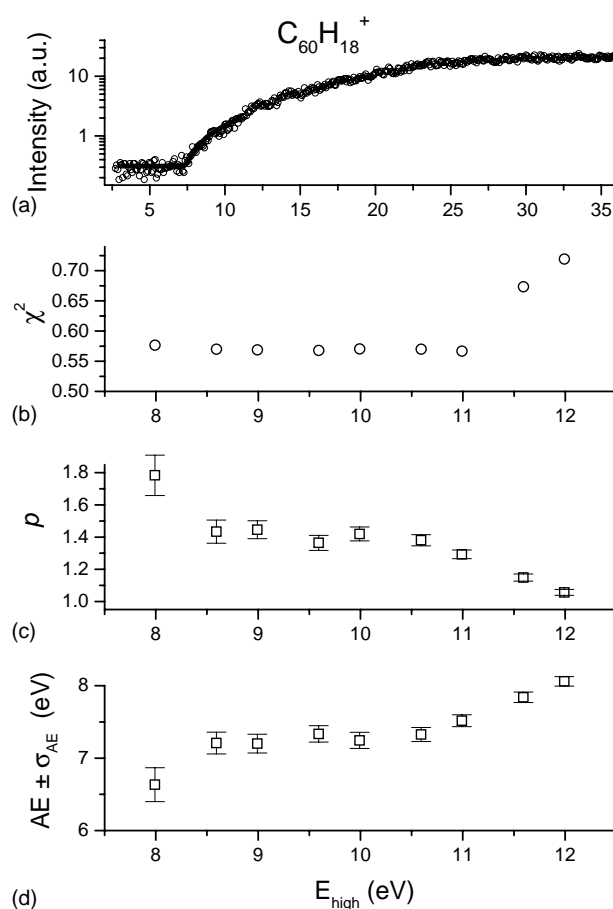 C₆₀H₁₈⁺
Intensity (a.u.)
10
1
5 10 15 20 25 30 35
(a)
χ²
0.70
0.65
0.60
0.55
0.50
8 9 10 11 12
(b)
p
1.8
1.6
1.4
1.2
1.0
8 9 10 11 12
(c)
AE ± σ_AE (eV)
8
7
6
8 9 10 11 12
(d)
E_high (eV)